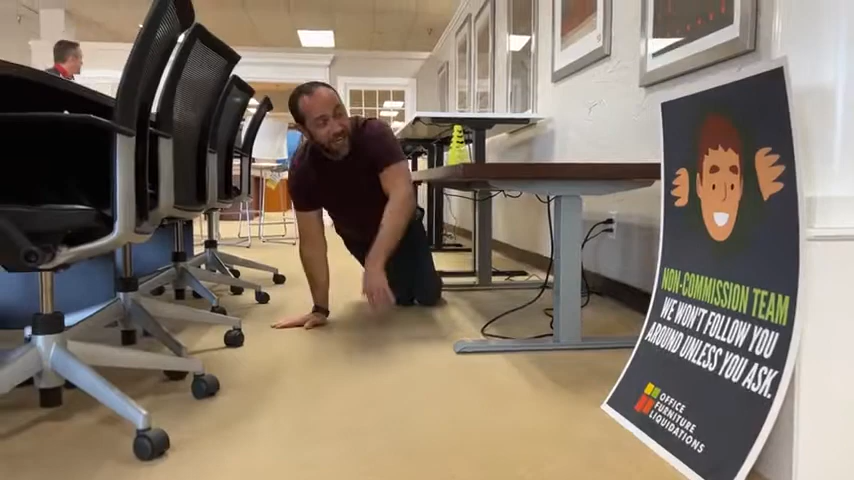 NON-COMMISSION TEAM
WE WON'T FOLLOW YOU
AROUND UNLESS YOU ASK.
OFFICE
FURNITURE
LIQUIDATIONS